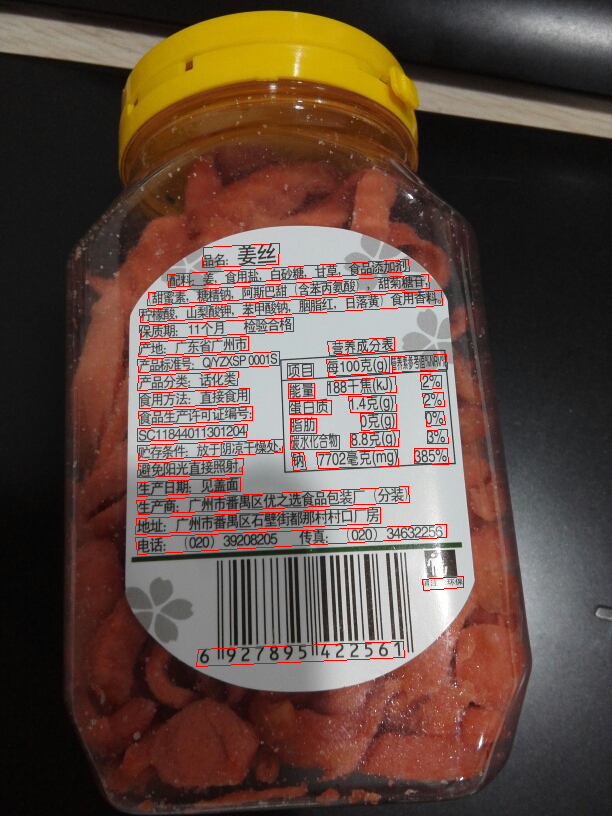 品名: 姜丝
配料: 姜、食用盐, 白砂糖, 甘草, 食品添加剂
甜蜜素, 糖精钠, 阿斯巴甜 (含苯丙氨酸), 甜菊糖苷,
柠檬酸, 山梨酸钾, 苯甲酸钠, 胭脂红, 日落黄) 食用香料,
保质期: 11个月 检验合格
产地: 广东省广州市
产品标准号: Q/YZXSP 0001S
产品分类: 话化类
食用方法: 直接食用
食品生产许可证编号:
SC11844011301204
贮存条件: 放于阴凉干燥处,
避免阳光直接照射.
生产日期: 见盖面
生产商: 广州市番禺区优之选食品包装厂 (分装)
地址: 广州市番禺区石壁街都那村村口厂房
电话: (020) 39208205 传真: (020) 34632256
营养成分表
项目 每100克(g) 营养素参考值%NRV%
能量 188千焦(KJ) 2%
蛋白质 1.4克(g) 2%
脂肪 0克(g) 0%
碳水化合物 8.8克(g) 3%
钠 7702毫克(mg) 385%
环保
6 927895 422561